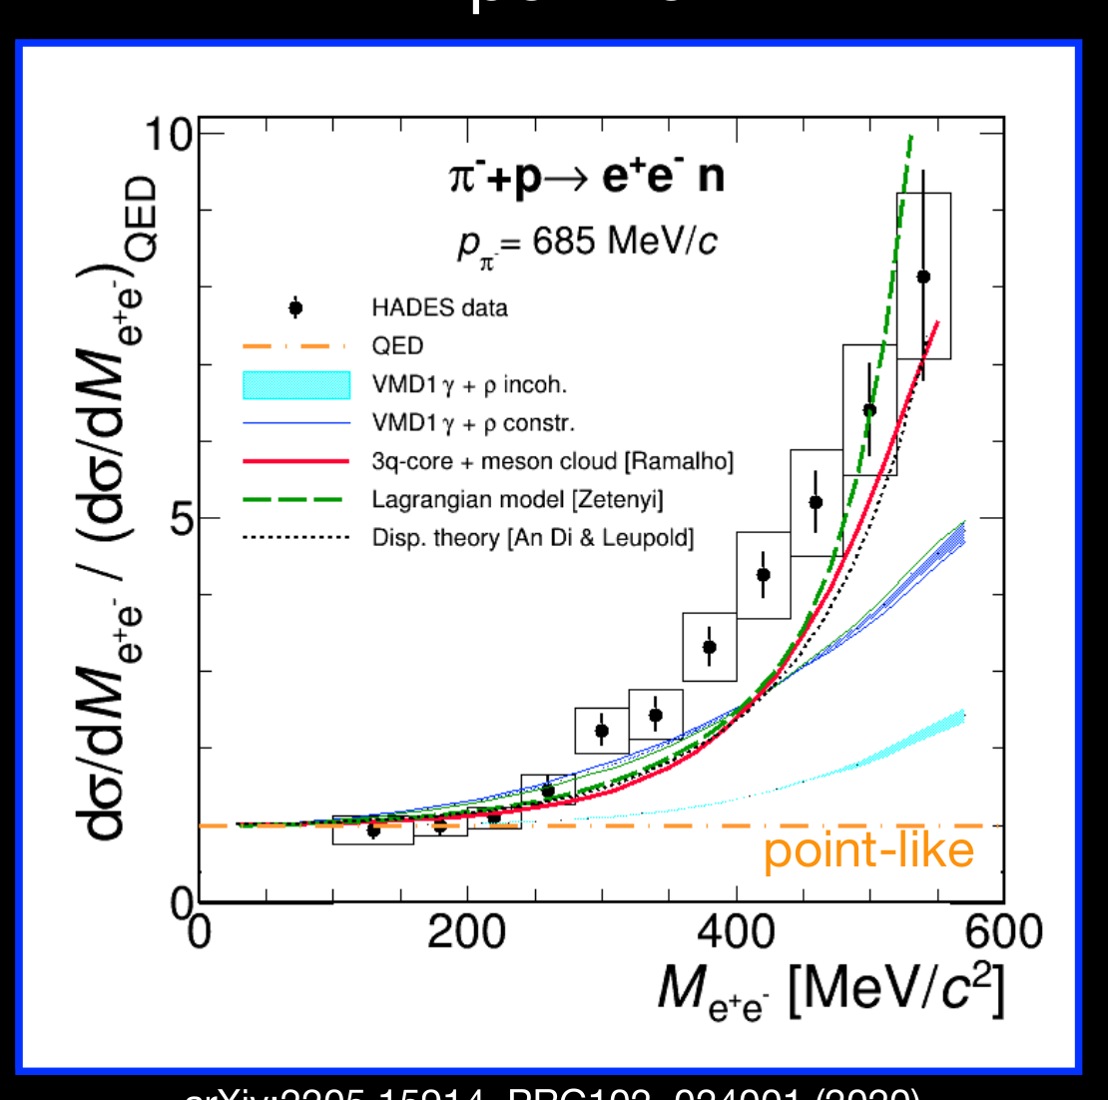 10
π⁻+p→ e⁺e⁻ n
p_π⁻ = 685 MeV/c
HADES data
QED
VMD1 γ + ρ incoh.
VMD1 γ + ρ constr.
3q-core + meson cloud [Ramalho]
Lagrangian model [Zetenyi]
Disp. theory [An Di & Leupold]
dσ/dM_e⁺e⁻ / (dσ/dM_e⁺e⁻)_QED
5
point-like
0
0 200 400 600
M_e⁺e⁻ [MeV/c²]